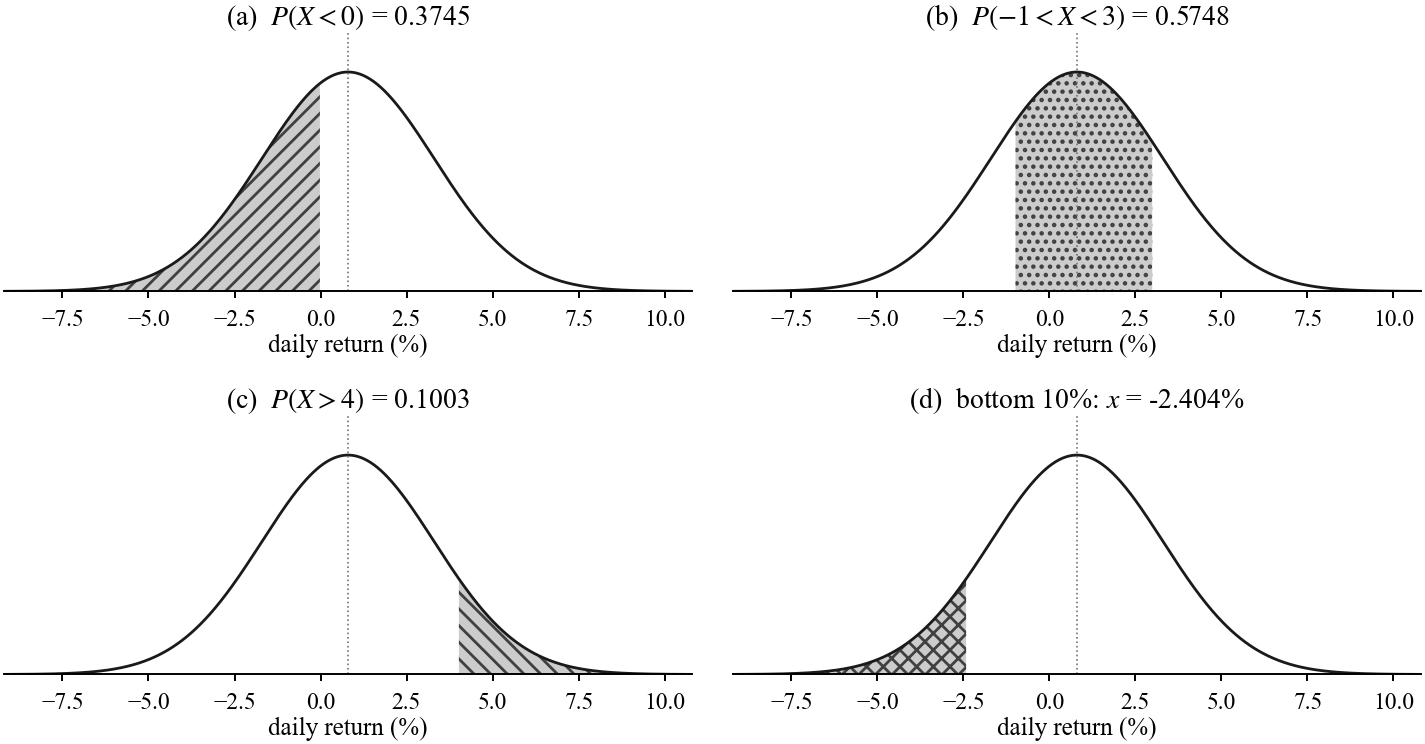 (a) P(X < 0) = 0.3745
−7.5 −5.0 −2.5 0.0 2.5 5.0 7.5 10.0
daily return (%)
(b) P(−1 < X < 3) = 0.5748
−7.5 −5.0 −2.5 0.0 2.5 5.0 7.5 10.0
daily return (%)
(c) P(X > 4) = 0.1003
−7.5 −5.0 −2.5 0.0 2.5 5.0 7.5 10.0
daily return (%)
(d) bottom 10%: x = -2.404%
−7.5 −5.0 −2.5 0.0 2.5 5.0 7.5 10.0
daily return (%)